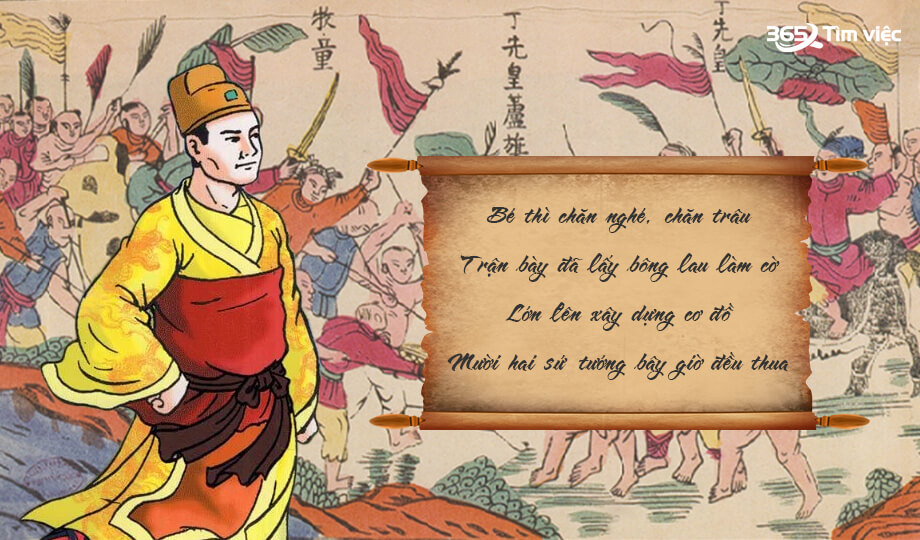 牧童
丁先皇蘆
丁先皇
365 Tìm việc
Bé thì chăn nghé, chăn trâu
Trận bày đã lấy bông lau làm cờ
Lớn lên xây dựng cơ đồ
Mười hai sứ tướng bây giờ đều thua